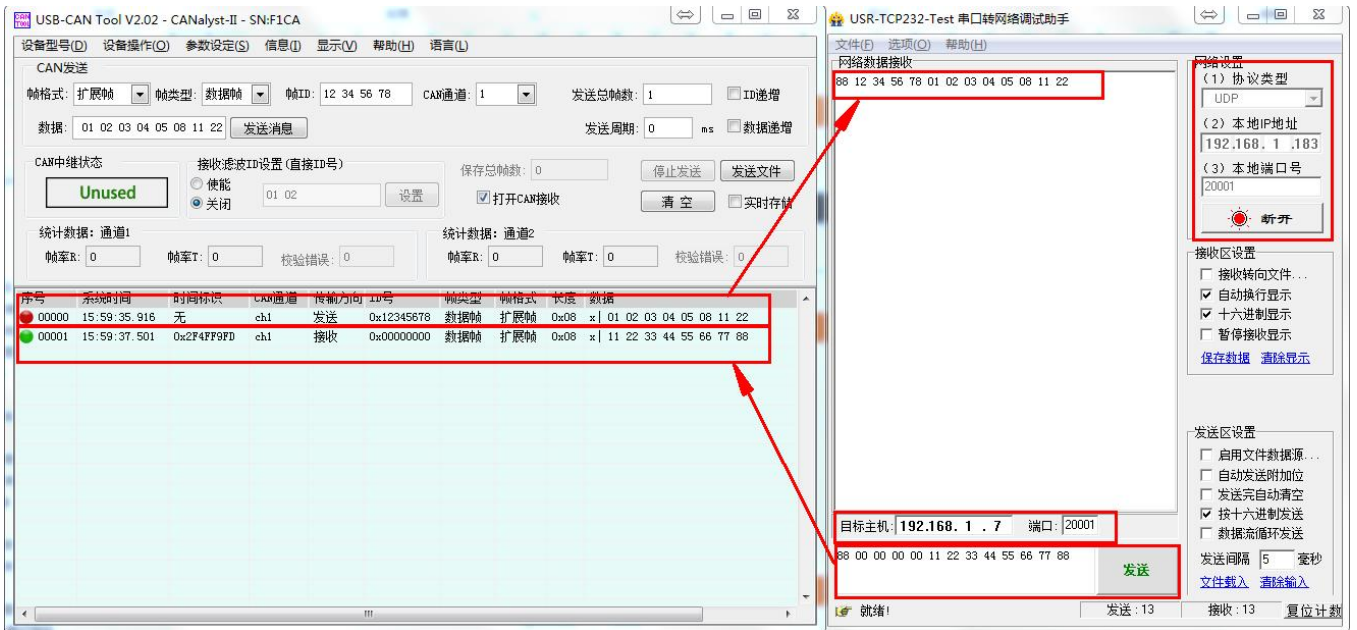 USB-CAN Tool V2.02 - CANalyst-II - SN:F1CA
设备型号(D) 设备操作(O) 参数设定(S) 信息(I) 显示(V) 帮助(H) 语言(L)
CAN发送
帧格式: 扩展帧 帧类型: 数据帧 帧ID: 12 34 56 78 CAN通道: 1 发送总帧数: 1 ID递增
数据: 01 02 03 04 05 08 11 22 发送消息 发送周期: 0 ms 数据递增
CAN中继状态 接收滤波ID设置(直接ID号)
Unused 使能 关闭 01 02 设置
保存总帧数: 0 停止发送 发送文件
打开CAN接收 清 空 实时存储
统计数据: 通道1 统计数据: 通道2
帧率R: 0 帧率T: 0 校验错误: 0 帧率R: 0 帧率T: 0 校验错误: 0
序号 系统时间 时间标识 CAN通道 传输方向 ID号 帧类型 帧格式 长度 数据
00000 15:59:35.916 无 ch1 发送 0x12345678 数据帧 扩展帧 0x08 x| 01 02 03 04 05 08 11 22
00001 15:59:37.501 0x2F4FF9FD ch1 接收 0x00000000 数据帧 扩展帧 0x08 x| 11 22 33 44 55 66 77 88
USR-TCP232-Test 串口转网络调试助手
文件(F) 选项(O) 帮助(H)
网络数据接收
88 12 34 56 78 01 02 03 04 05 08 11 22
网络设置
(1) 协议类型
UDP
(2) 本地IP地址
192.168. 1 .183
(3) 本地端口号
20001
断开
接收区设置
接收转向文件...
自动换行显示
十六进制显示
暂停接收显示
保存数据 清除显示
发送区设置
启用文件数据源...
自动发送附加位
发送完自动清空
按十六进制发送
数据流循环发送
发送间隔 5 毫秒
文件载入 清除输入
目标主机: 192.168. 1 . 7 端口: 20001
88 00 00 00 00 11 22 33 44 55 66 77 88
发送
就绪! 发送:13 接收:13 复位计数